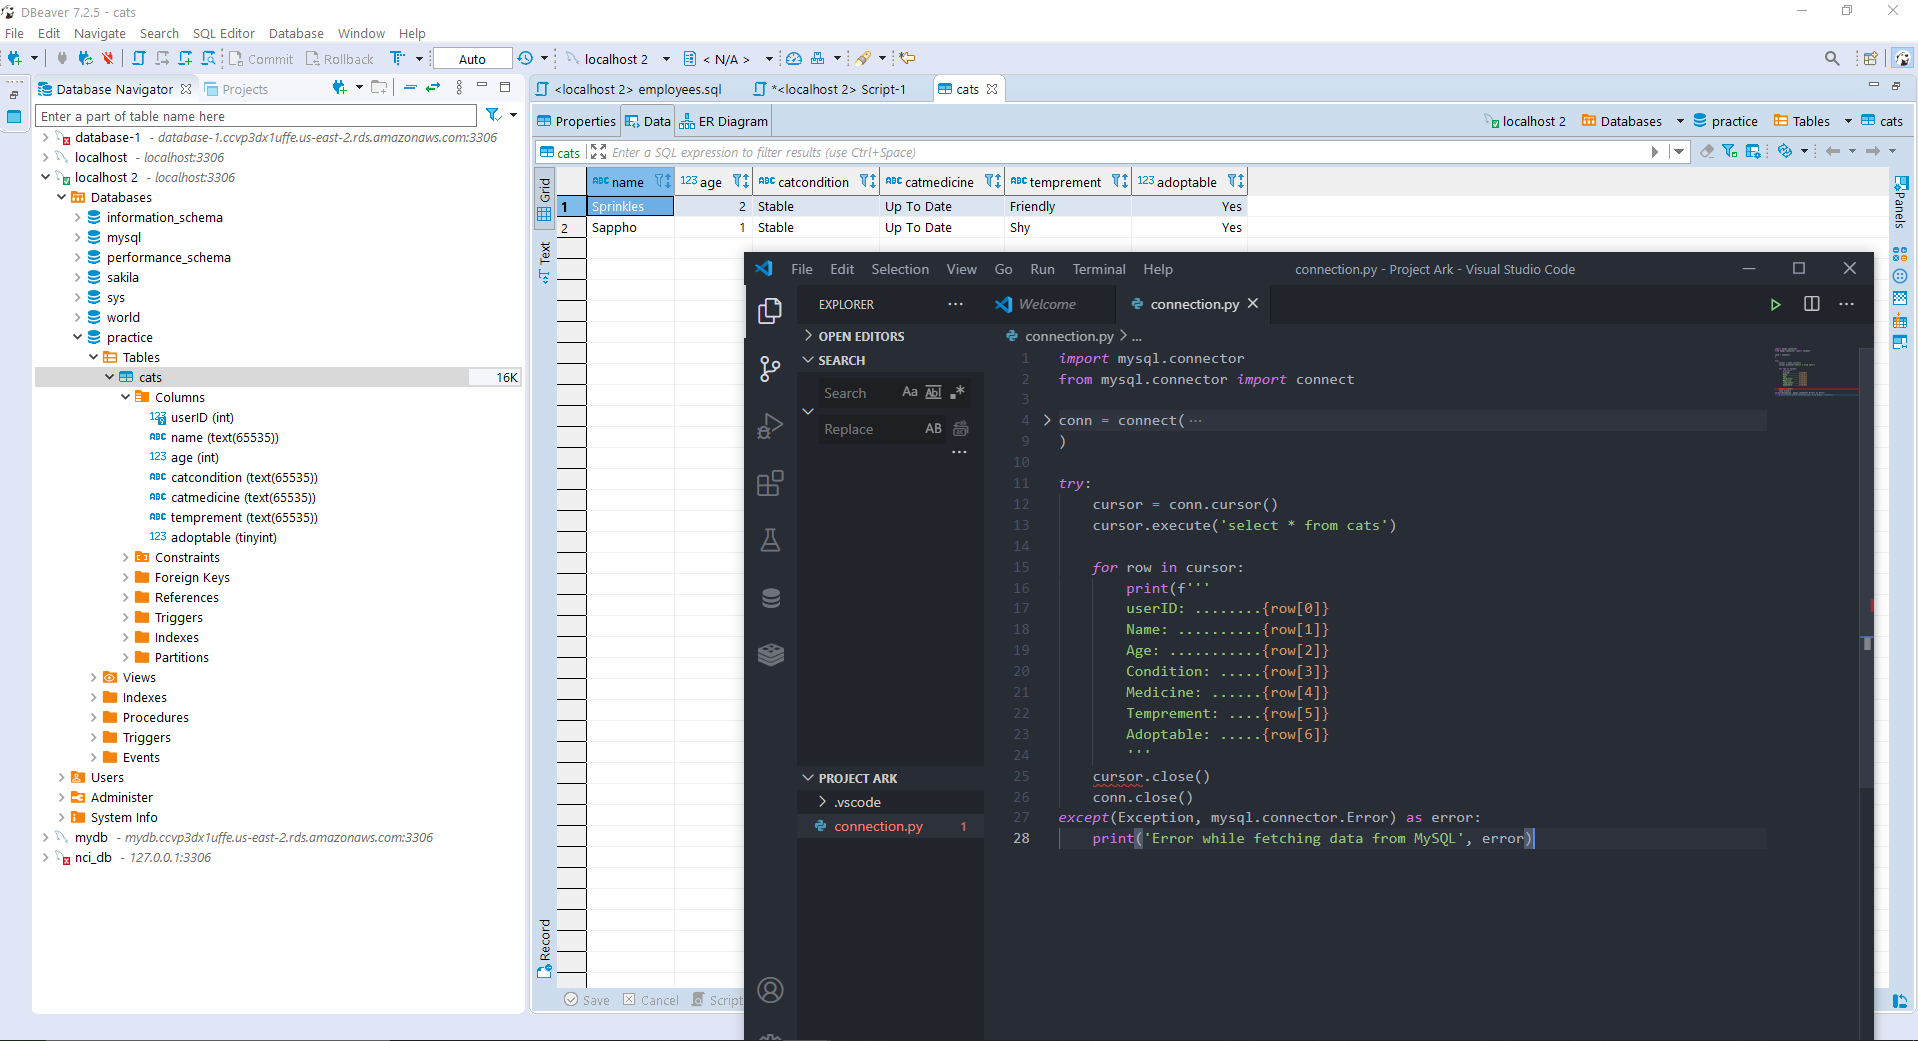 DBeaver 7.2.5 - cats
File Edit Navigate Search SQL Editor Database Window Help
Commit Rollback Auto localhost 2 < N/A >
Database Navigator Projects
Enter a part of table name here
database-1 - database-1.ccvp3dx1uffe.us-east-2.rds.amazonaws.com:3306
localhost - localhost:3306
localhost 2 - localhost:3306
Databases
information_schema
mysql
performance_schema
sakila
sys
world
practice
Tables
cats 16K
Columns
123 userID (int)
ABC name (text(65535))
123 age (int)
ABC catcondition (text(65535))
ABC catmedicine (text(65535))
ABC temprement (text(65535))
123 adoptable (tinyint)
Constraints
Foreign Keys
References
Triggers
Indexes
Partitions
Views
Indexes
Procedures
Triggers
Events
Users
Administer
System Info
mydb - mydb.ccvp3dx1uffe.us-east-2.rds.amazonaws.com:3306
nci_db - 127.0.0.1:3306
<localhost 2> employees.sql *<localhost 2> Script-1 cats
Properties Data ER Diagram localhost 2 Databases practice Tables cats
cats Enter a SQL expression to filter results (use Ctrl+Space)
Grid
Text
Record
ABC name 123 age ABC catcondition ABC catmedicine ABC temprement 123 adoptable
1 Sprinkles 2 Stable Up To Date Friendly Yes
2 Sappho 1 Stable Up To Date Shy Yes
Panels
Save Cancel Script
File Edit Selection View Go Run Terminal Help connection.py - Project Ark - Visual Studio Code
EXPLORER ... Welcome connection.py
OPEN EDITORS
SEARCH
Search Aa Abl .*
Replace AB
...
PROJECT ARK
.vscode
connection.py 1
connection.py > ...
1 import mysql.connector
2 from mysql.connector import connect
3
4 conn = connect( ...
9 )
10
11 try:
12 cursor = conn.cursor()
13 cursor.execute('select * from cats')
14
15 for row in cursor:
16 print(f'''
17 userID: ........{row[0]}
18 Name: ..........{row[1]}
19 Age: ...........{row[2]}
20 Condition: .....{row[3]}
21 Medicine: ......{row[4]}
22 Temprement: ....{row[5]}
23 Adoptable: .....{row[6]}
24 '''
25 cursor.close()
26 conn.close()
27 except(Exception, mysql.connector.Error) as error:
28 print('Error while fetching data from MySQL', error)